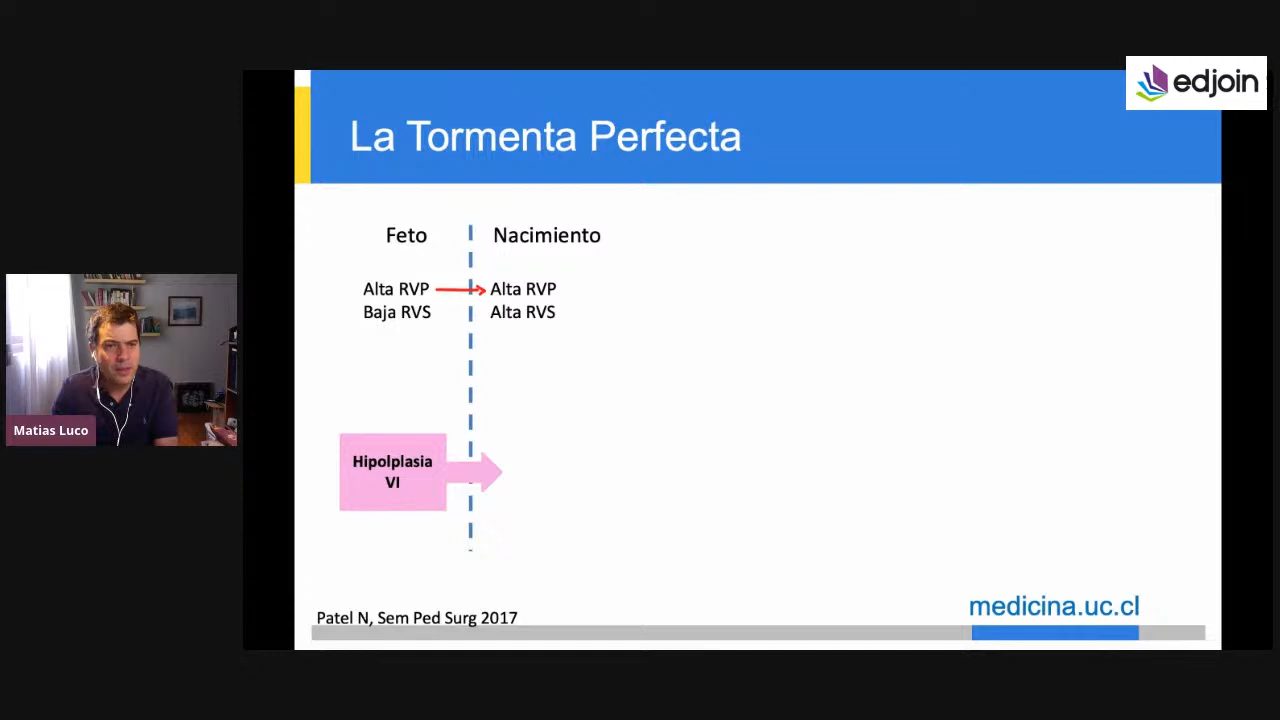 edjoin
La Tormenta Perfecta
Feto
Nacimiento
Alta RVP
Alta RVP
Baja RVS
Alta RVS
Matias Luco
Hipolplasia
VI
Patel N, Sem Ped Surg 2017
medicina.uc.cl